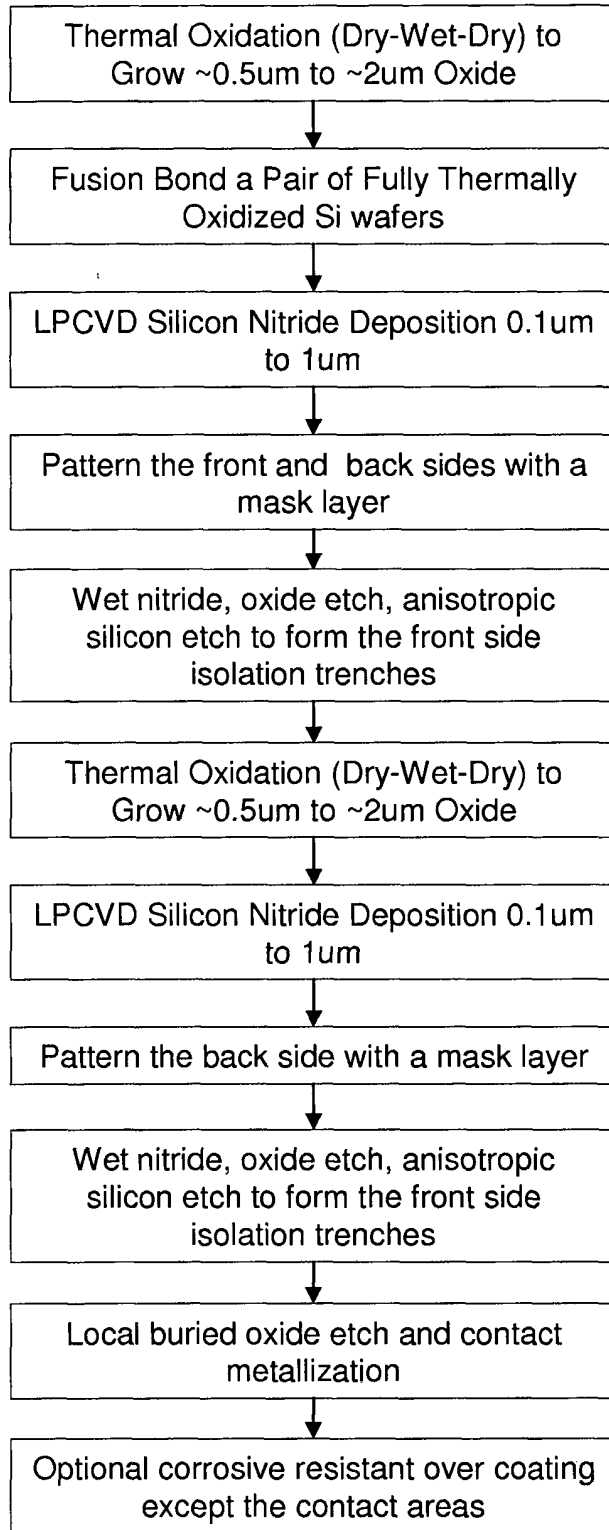 Thermal Oxidation (Dry-Wet-Dry) to
Grow ~0.5um to ~2um Oxide
Fusion Bond a Pair of Fully Thermally
Oxidized Si wafers
LPCVD Silicon Nitride Deposition 0.1um
to 1um
Pattern the front and back sides with a
mask layer
Wet nitride, oxide etch, anisotropic
silicon etch to form the front side
isolation trenches
Thermal Oxidation (Dry-Wet-Dry) to
Grow ~0.5um to ~2um Oxide
LPCVD Silicon Nitride Deposition 0.1um
to 1um
Pattern the back side with a mask layer
Wet nitride, oxide etch, anisotropic
silicon etch to form the front side
isolation trenches
Local buried oxide etch and contact
metallization
Optional corrosive resistant over coating
except the contact areas